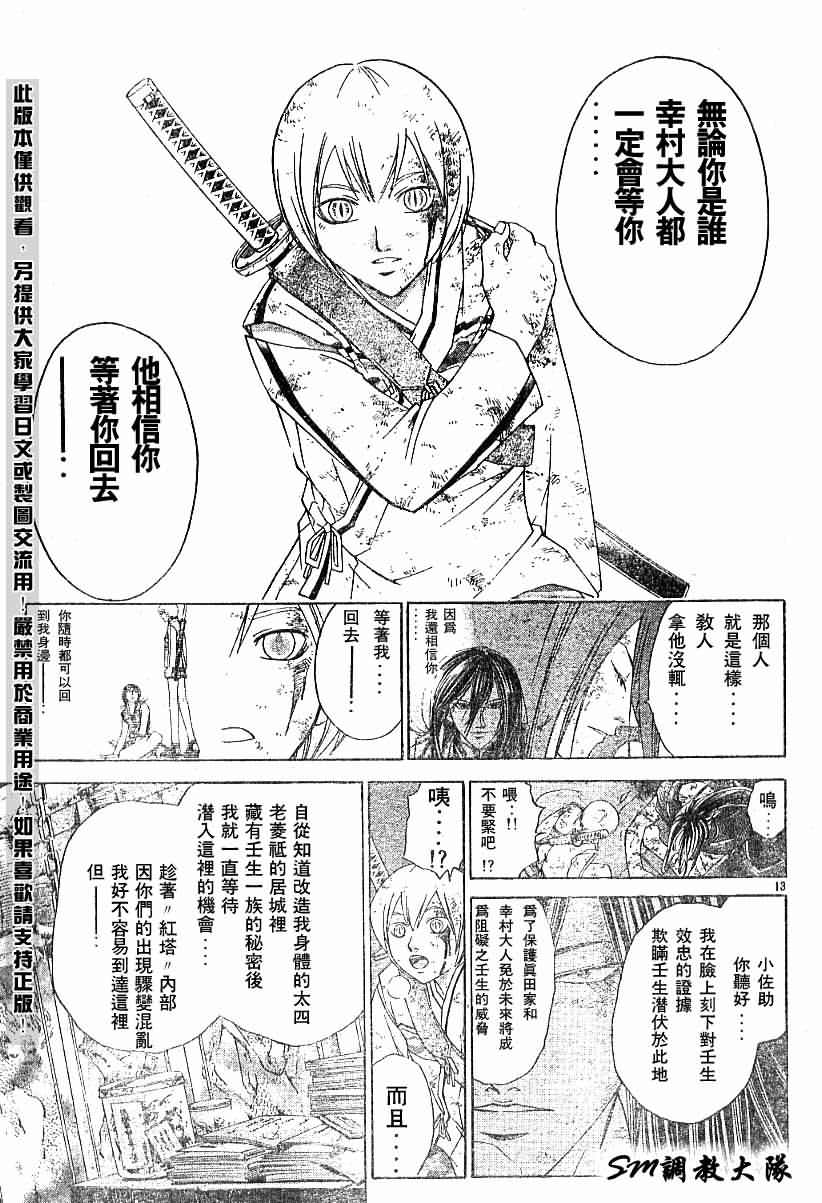 無論你是誰
幸村大人都
一定會等你
......
他相信你
等著你回去
——..
那個人
就是這樣....
教人
拿他沒輒....
因為
我還相信你
......
等著我....
回去——.
你隨時都可以回
到我身邊—..
嗚....
喂..!!
不要緊吧!?
咦....!?
13
小佐助
你聽好....
我在臉上刻下對壬生
效忠的證據
欺瞞壬生潛伏於此地
為了保護真田家和
幸村大人免於未來將成
為阻礙之壬生的威脅
而且....
自從知道改造我身體的太四
老菱祗的居城裡
藏有壬生一族的秘密後
我就一直等待
潛入這裡的機會....
趁著"紅塔"內部
因你們的出現驟變混亂
我好不容易到達這裡
但——..
此版本僅供觀看，另提供大家學習日文或製圖交流用！嚴禁用於商業用途！如果喜歡請支持正版！
SM調教大隊